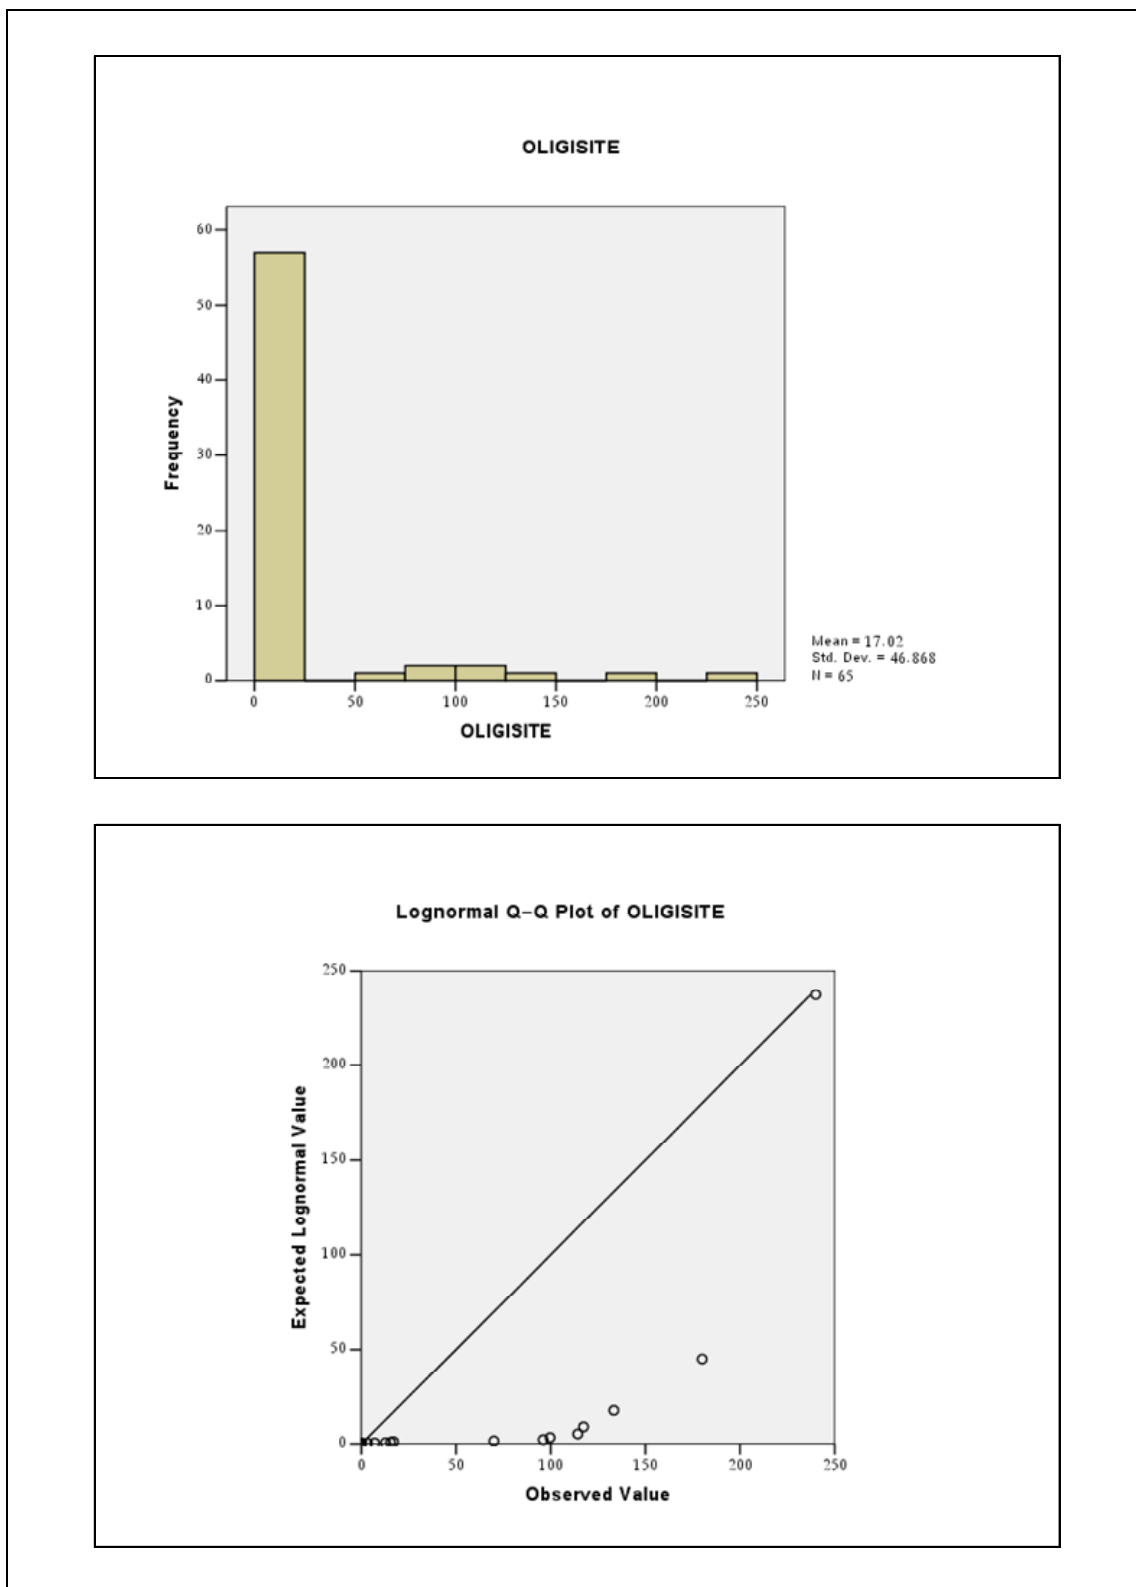 OLIGISITE
60
50
40
30
20
10
0
Frequency
0 50 100 150 200 250
OLIGISITE
Mean = 17.02
Std. Dev. = 46.868
N = 65
Lognormal Q–Q Plot of OLIGISITE
250
200
150
100
50
0
Expected Lognormal Value
0 50 100 150 200 250
Observed Value